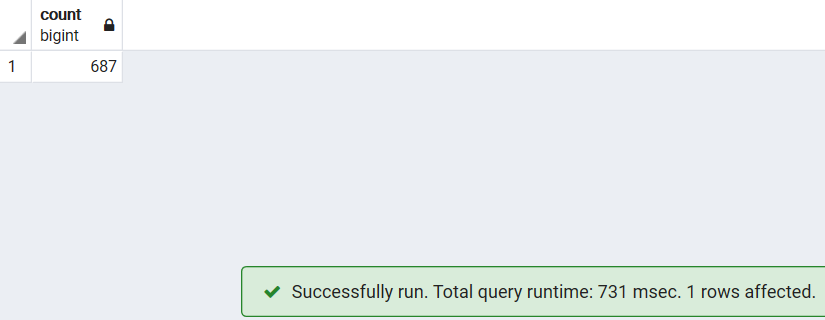 count
bigint
1 687
Successfully run. Total query runtime: 731 msec. 1 rows affected.